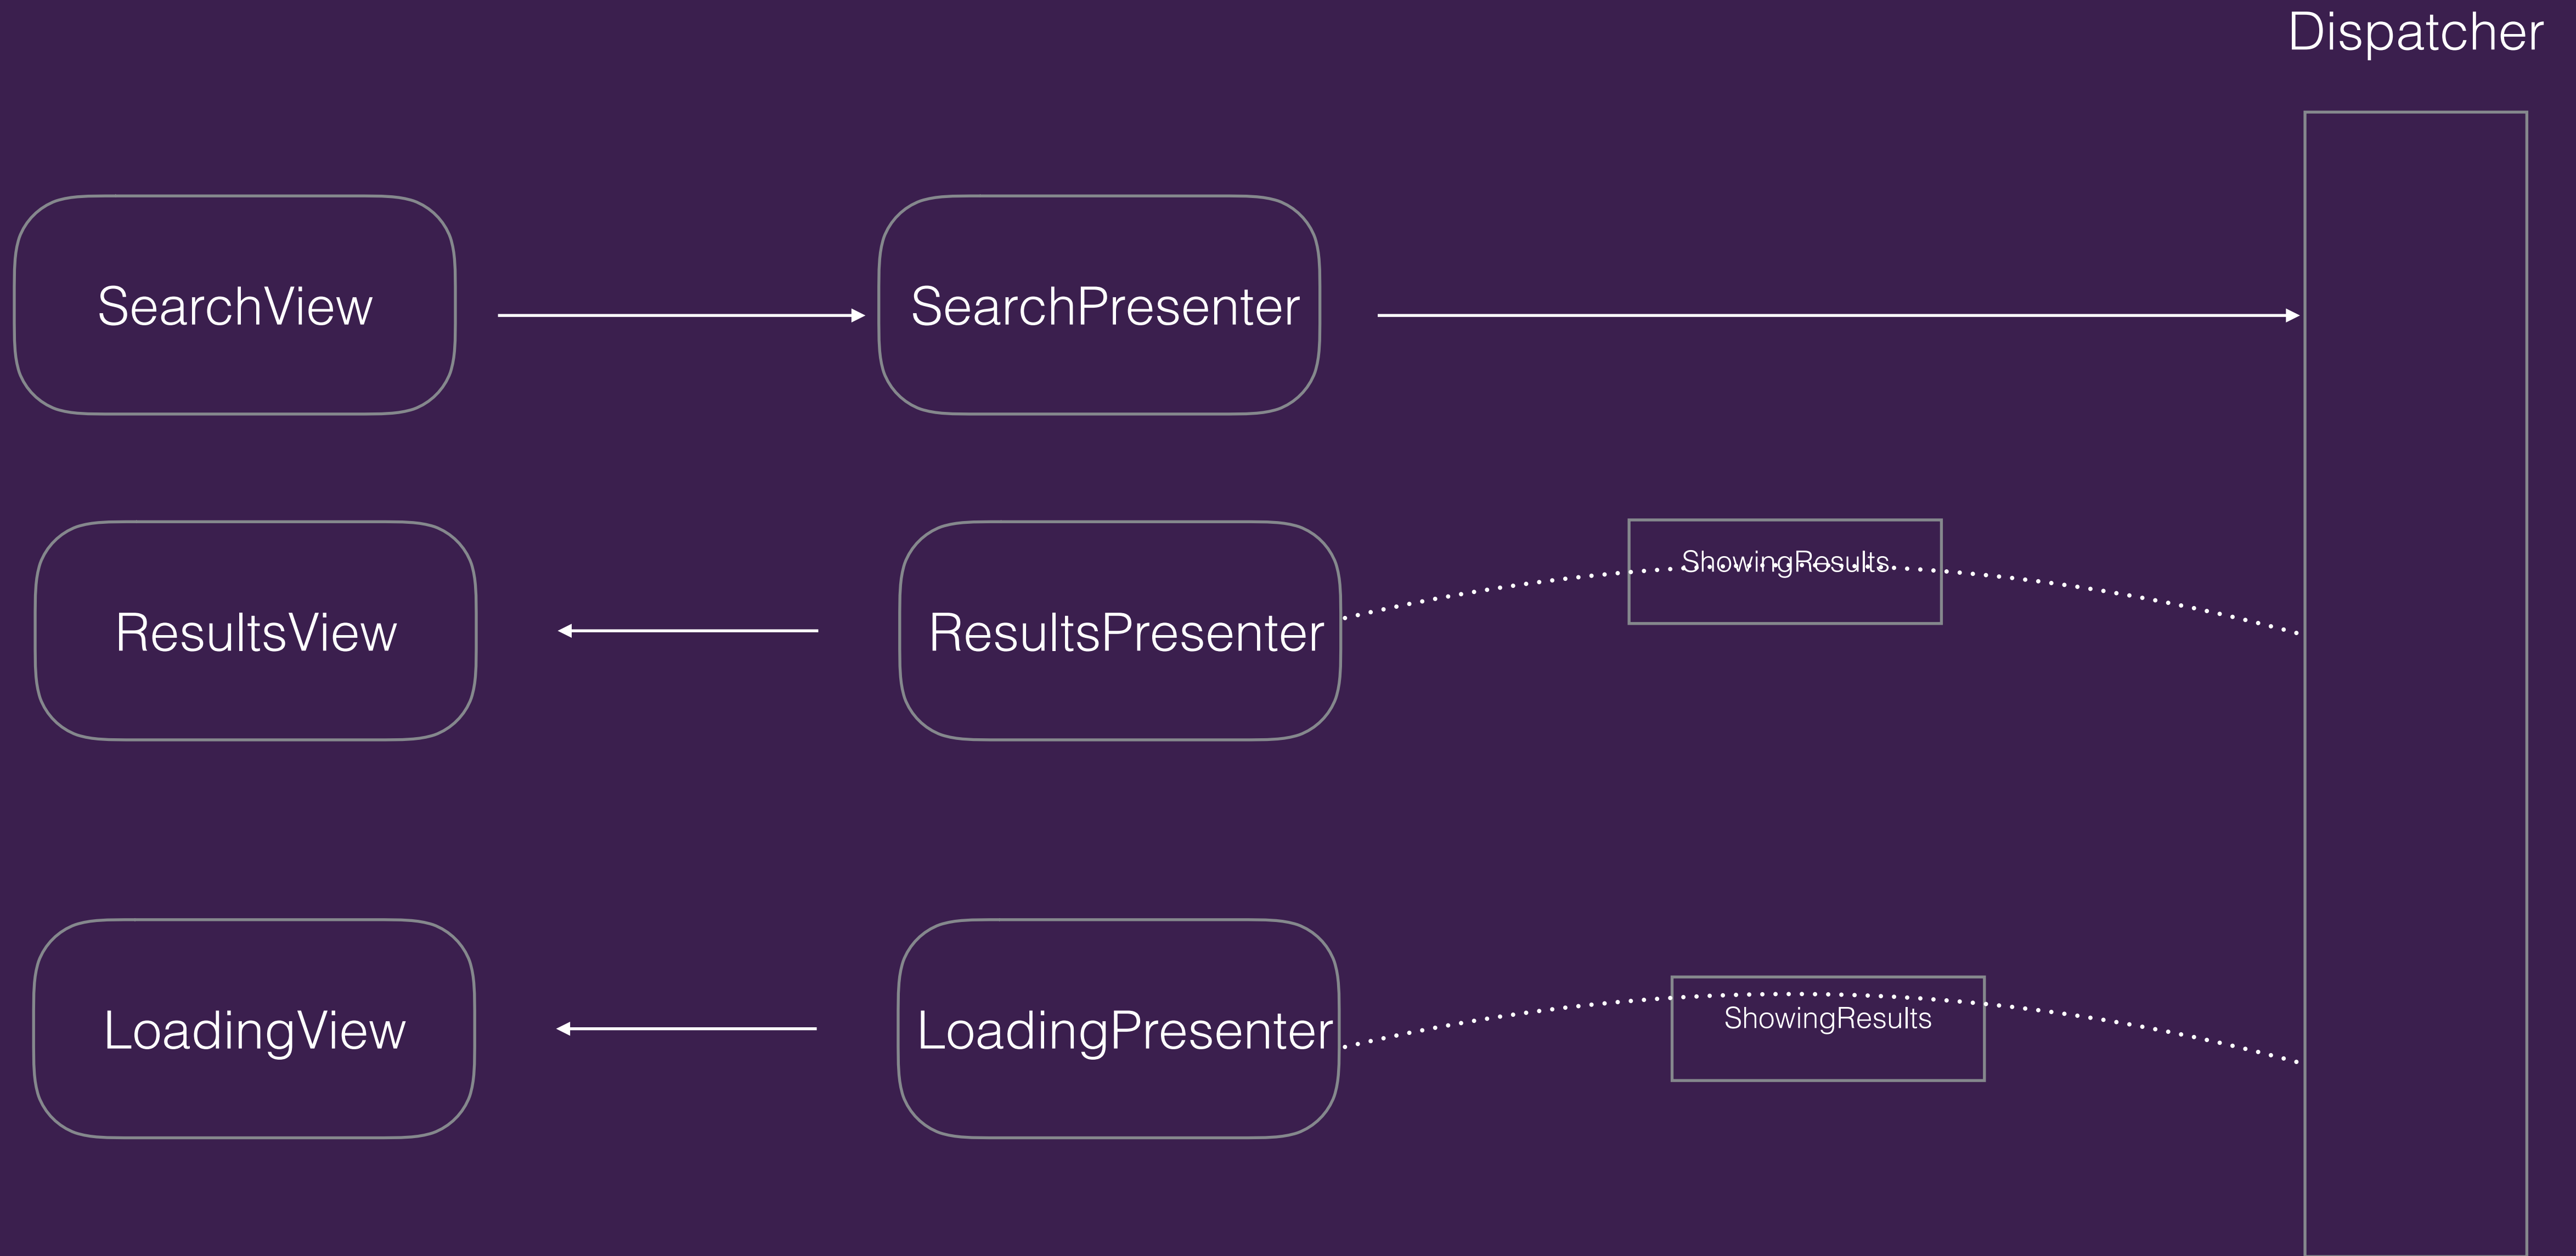 Dispatcher
SearchView
SearchPresenter
ShowingResults
ResultsView
ResultsPresenter
LoadingView
LoadingPresenter
ShowingResults